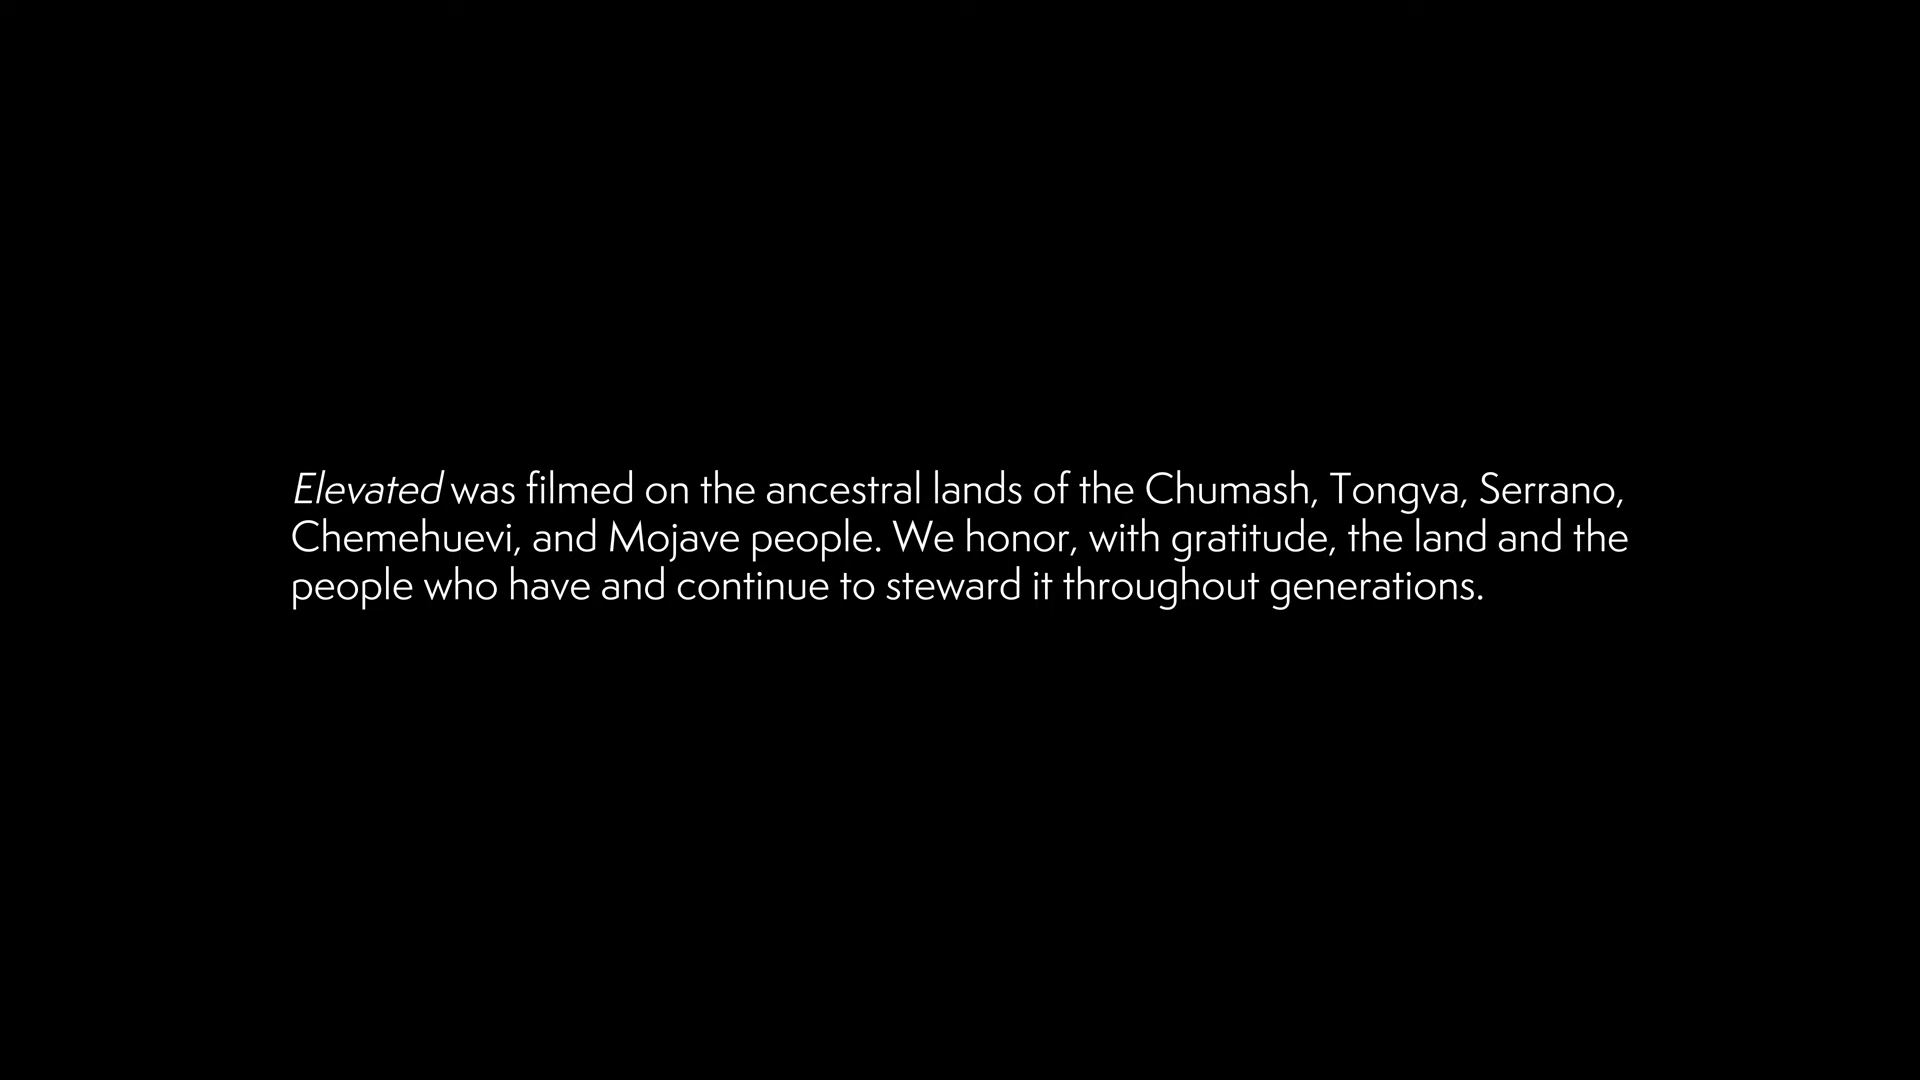 Elevated was filmed on the ancestral lands of the Chumash, Tongva, Serrano,
Chemehuevi, and Mojave people. We honor, with gratitude, the land and the
people who have and continue to steward it throughout generations.